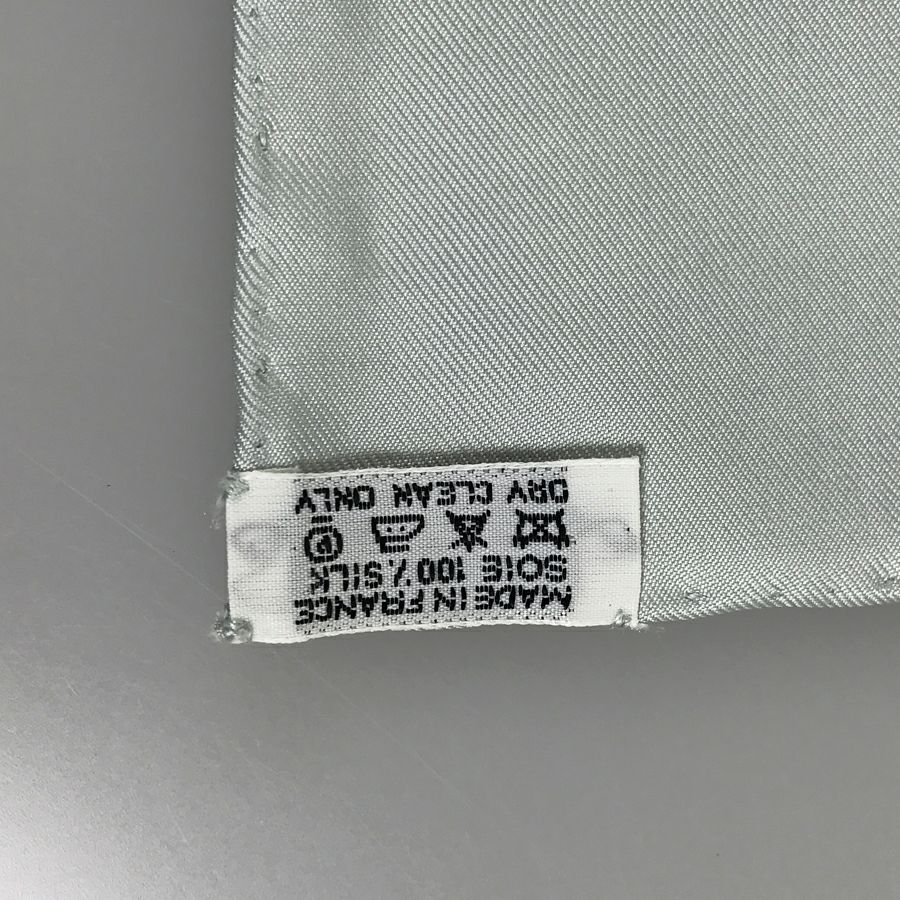 MADE IN FRANCE
SOIE 100% SILK
P
DRY CLEAN ONLY